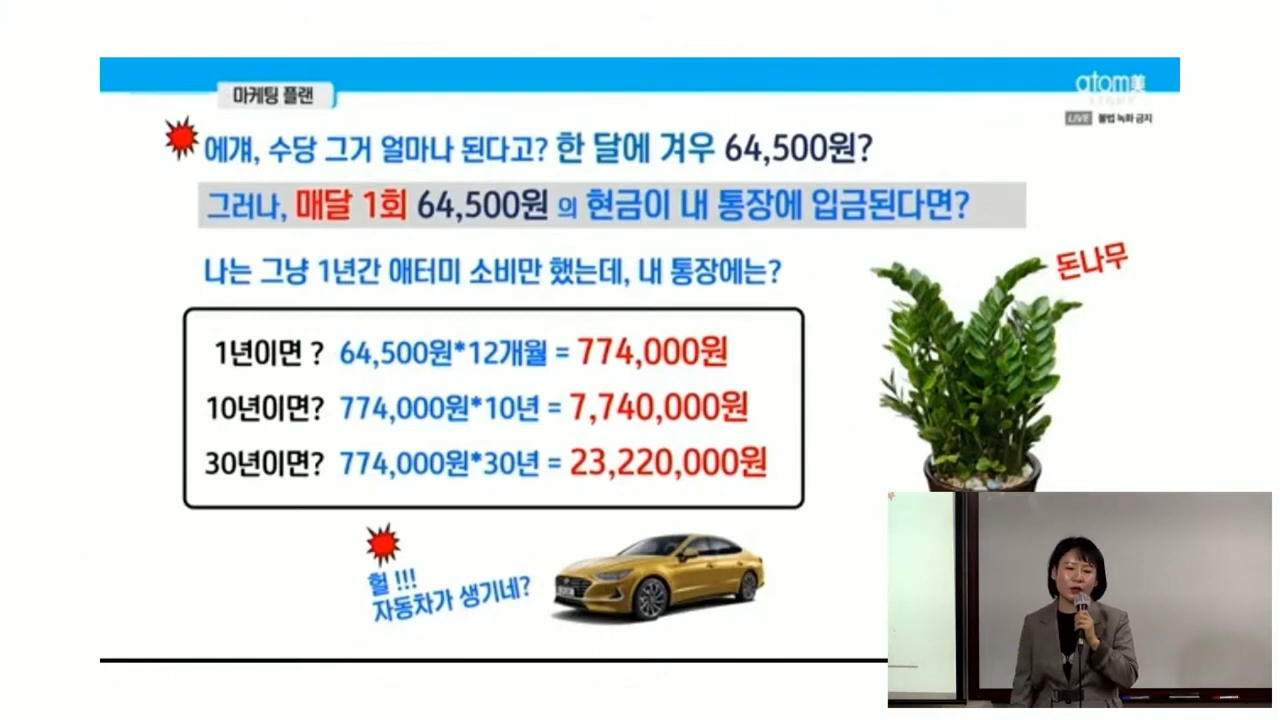 마케팅 플랜
atom美
LIVE 불법 녹화 금지
에걔, 수당 그거 얼마나 된다고? 한 달에 겨우 64,500원?
그러나, 매달 1회 64,500원 의 현금이 내 통장에 입금된다면?
나는 그냥 1년간 애터미 소비만 했는데, 내 통장에는?
돈나무
1년이면 ? 64,500원*12개월 = 774,000원
10년이면? 774,000원*10년 = 7,740,000원
30년이면? 774,000원*30년 = 23,220,000원
헐 !!!
자동차가 생기네?